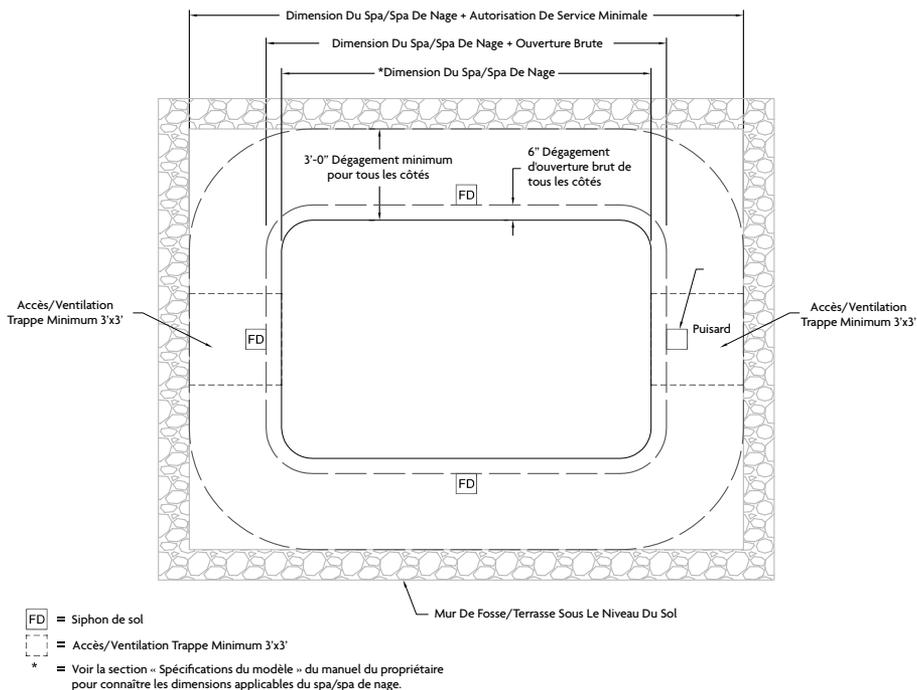 Dimension Du Spa/Spa De Nage + Autorisation De Service Minimale
Dimension Du Spa/Spa De Nage + Ouverture Brute
*Dimension Du Spa/Spa De Nage
3'-0" Dégagement minimum
pour tous les côtés
6" Dégagement
d'ouverture brut de
tous les côtés
FD
Accès/Ventilation
Trappe Minimum 3'x3'
FD
Puisard
Accès/Ventilation
Trappe Minimum 3'x3'
FD
Mur De Fosse/Terrasse Sous Le Niveau Du Sol
FD = Siphon de sol
= Accès/Ventilation Trappe Minimum 3'x3'
* = Voir la section « Spécifications du modèle » du manuel du propriétaire
pour connaître les dimensions applicables du spa/spa de nage.